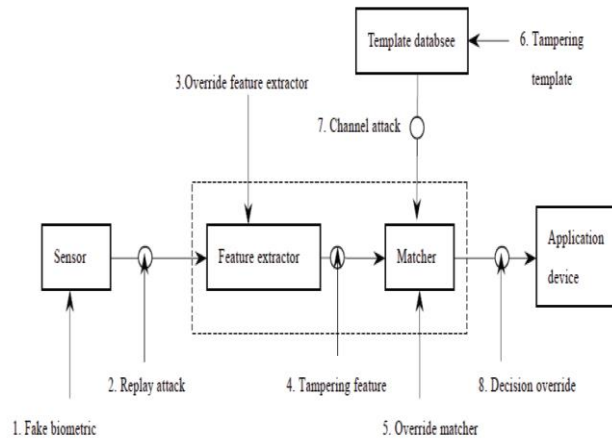 Template databsee
6. Tampering
template
3.Override feature extractor
7. Channel attack
Sensor
Feature extractor
Matcher
Application
device
2. Replay attack
4. Tampering feature
8. Decision override
1. Fake biometric
5. Override matcher